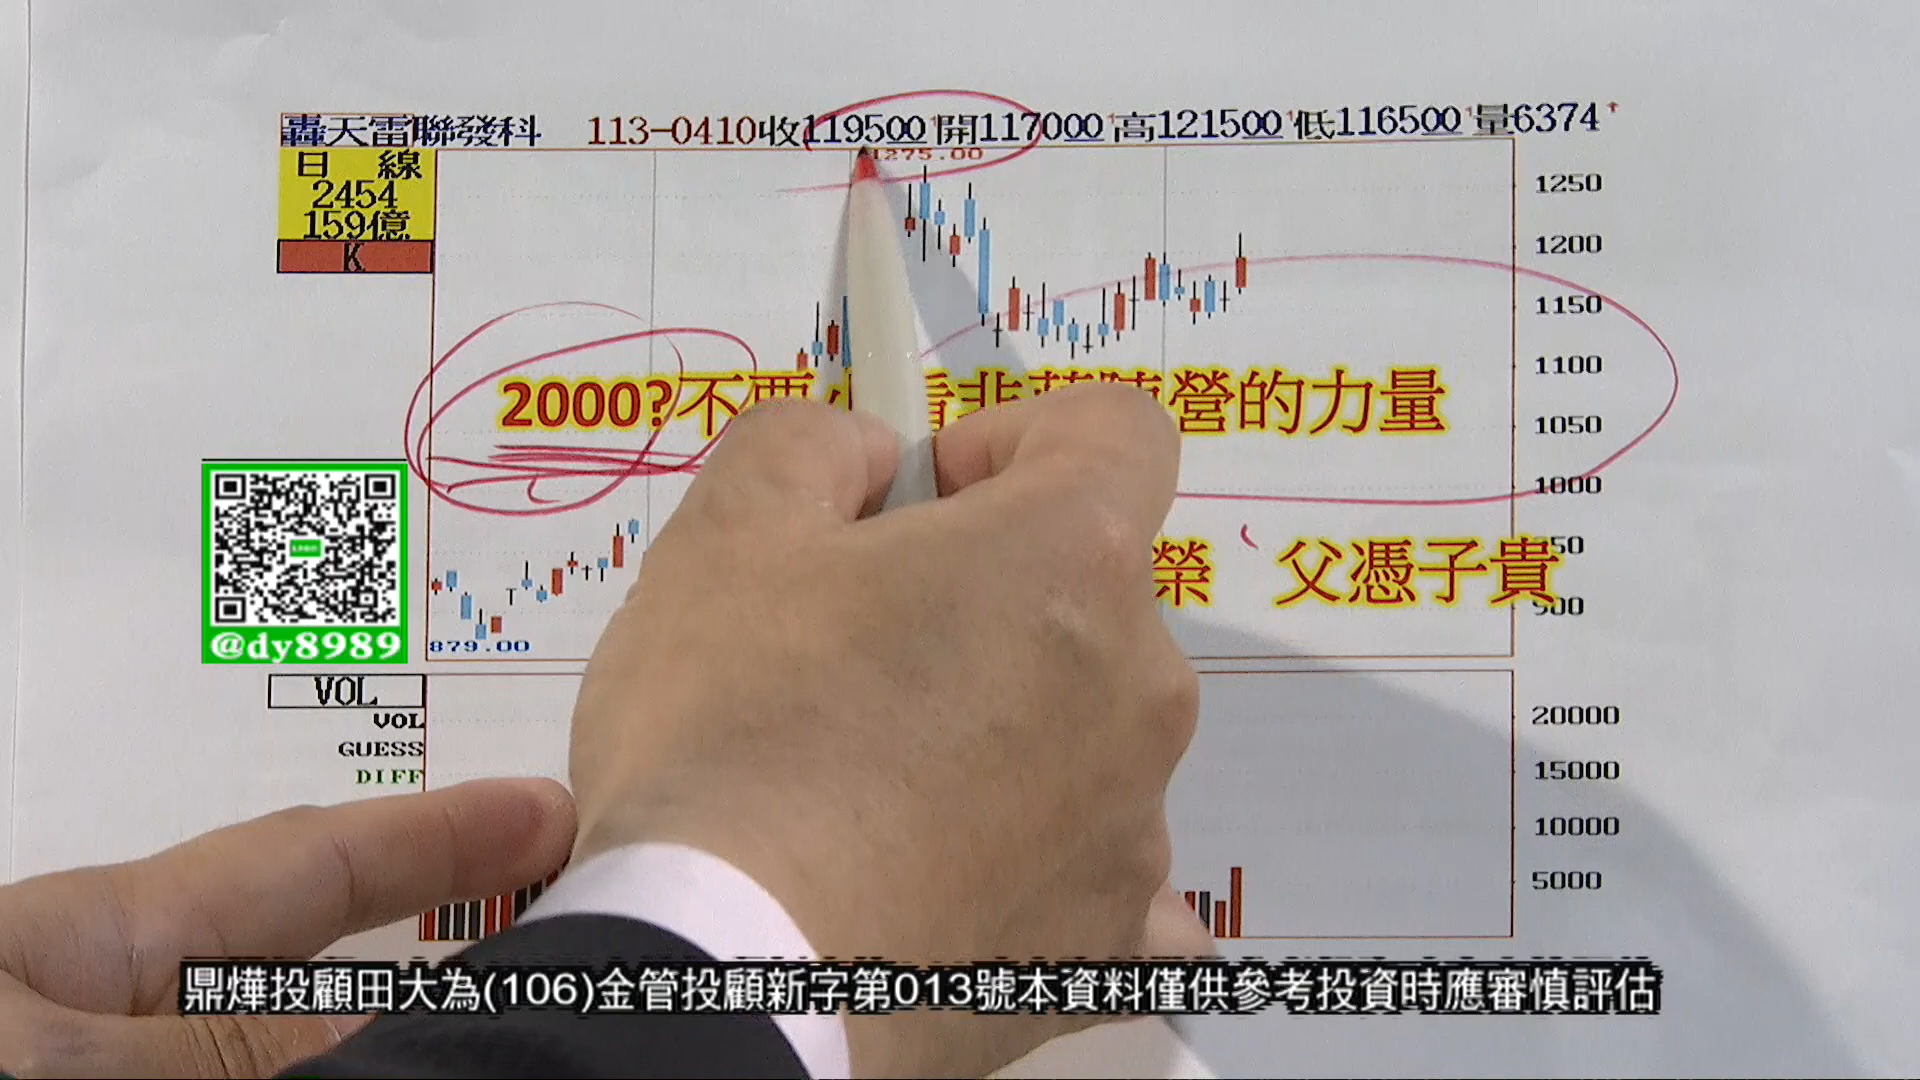 轟天雷聯發科 113-0410收119500 開117000 高121500 低116500 量6374
日 線
2454
159億
K
1275.00
1250
1200
1150
1100
1050
1000
900
2000?不要 看非 營的力量
榮 父憑子貴
879.00
@dy8989
VOL
VOL
GUESS
DIFF
20000
15000
10000
5000
鼎燁投顧田大為(106)金管投顧新字第013號本資料僅供參考投資時應審慎評估